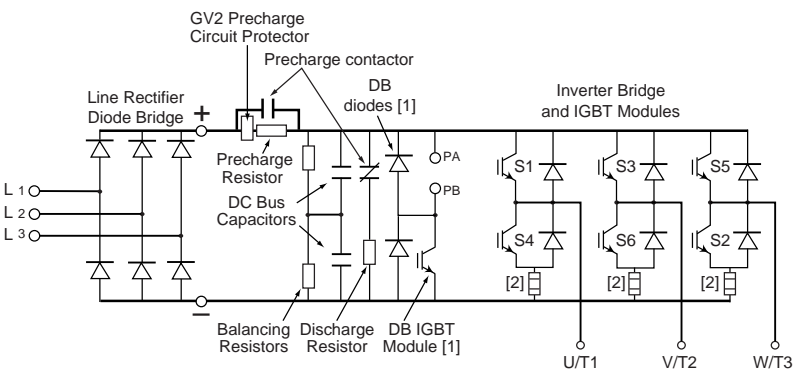 GV2 Precharge
Circuit Protector
Precharge contactor
DB
diodes [1]
Line Rectifier
Diode Bridge
+
Inverter Bridge
and IGBT Modules
PA
PB
S1
S3
S5
Precharge
Resistor
L 1
L 2
L 3
DC Bus
Capacitors
S4
S6
S2
[2]
[2]
[2]
−
Balancing
Resistors
Discharge
Resistor
DB IGBT
Module [1]
U/T1
V/T2
W/T3